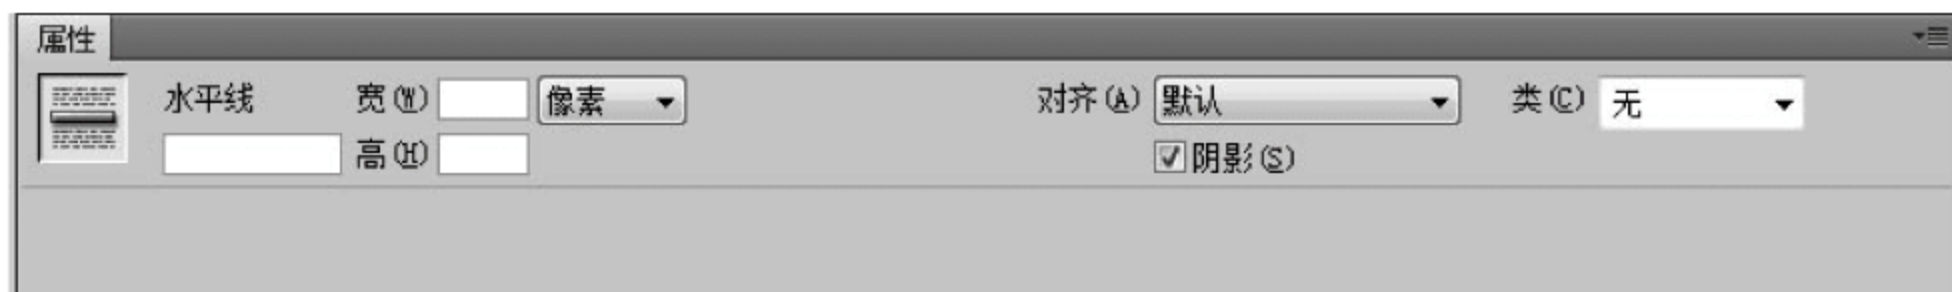 属性
水平线 宽(W) 像素 对齐(A) 默认 类(C) 无
高(H) 阴影(S)